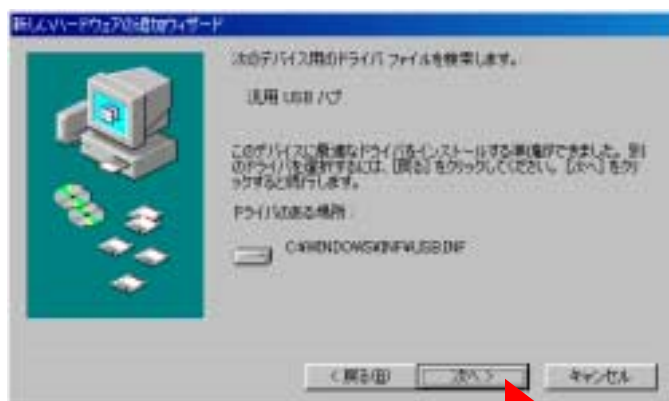 新しいハードウェアの追加ウィザード
次のデバイス用のドライバ ファイルを検索します。
汎用 USB ハブ
このデバイスに最適なドライバをインストールする準備ができました。別
のドライバを選択するには、[戻る] をクリックしてください。[次へ] をクリ
ックすると続行します。
ドライバのある場所 :
C:¥WINDOWS¥INF¥USB.INF
< 戻る(B)
次へ >
キャンセル